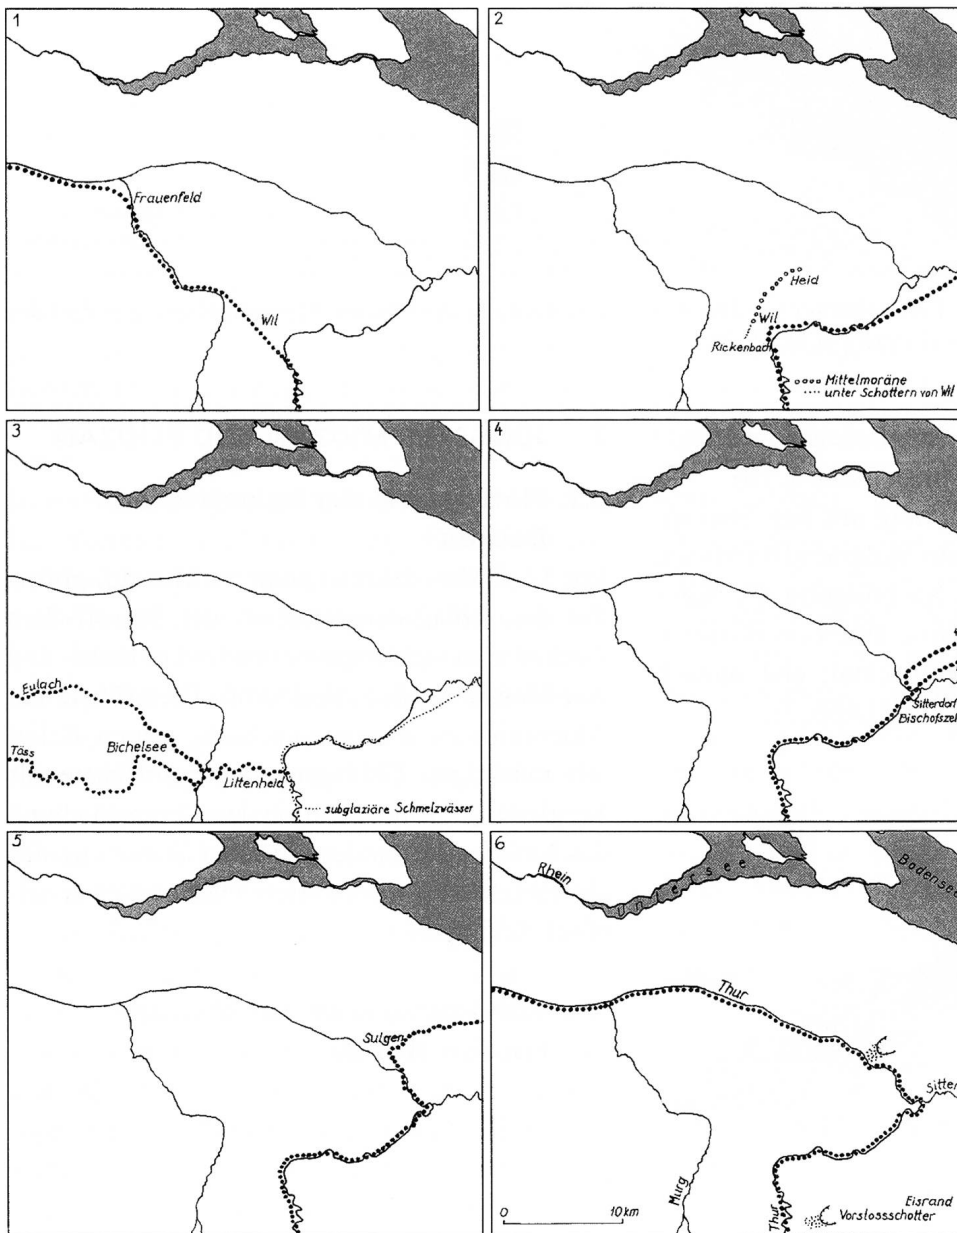 1
Frauenfeld
Wil
2
Heid
Wil
Rickenbach
Mittelmoräne
unter Schottern von Wil
3
Eulach
Bichelsee
Töss
Littenheid
subglaziäre Schmelzwässer
4
Sitterdorf
Bischofszell
5
Sulgen
6
Rhein
Untersee
Bodensee
Thur
Sitter
Murg
Thur
0 10 km
Eisrand
Vorstossschotter